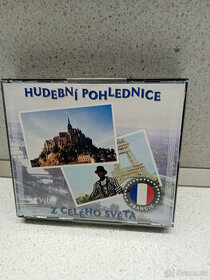 HUDEBNÍ POHLEDNICE
Z CELÉHO SVĚTA